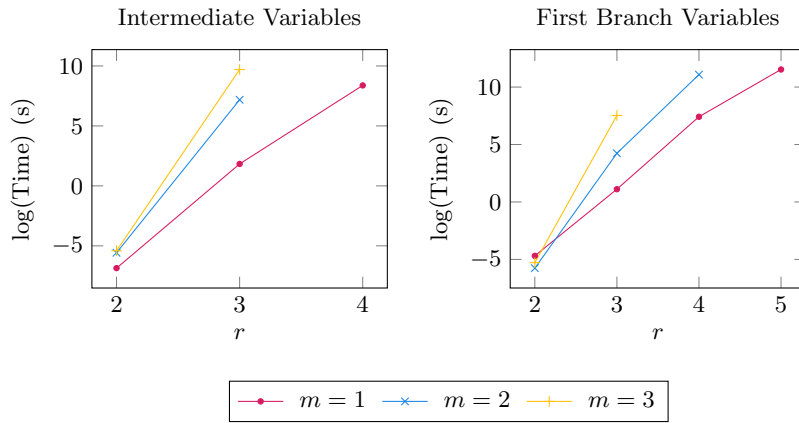 Intermediate Variables
log(Time) (s)
10
5
0
−5
2 3 4
r
First Branch Variables
log(Time) (s)
10
5
0
−5
2 3 4 5
r
m = 1 m = 2 m = 3